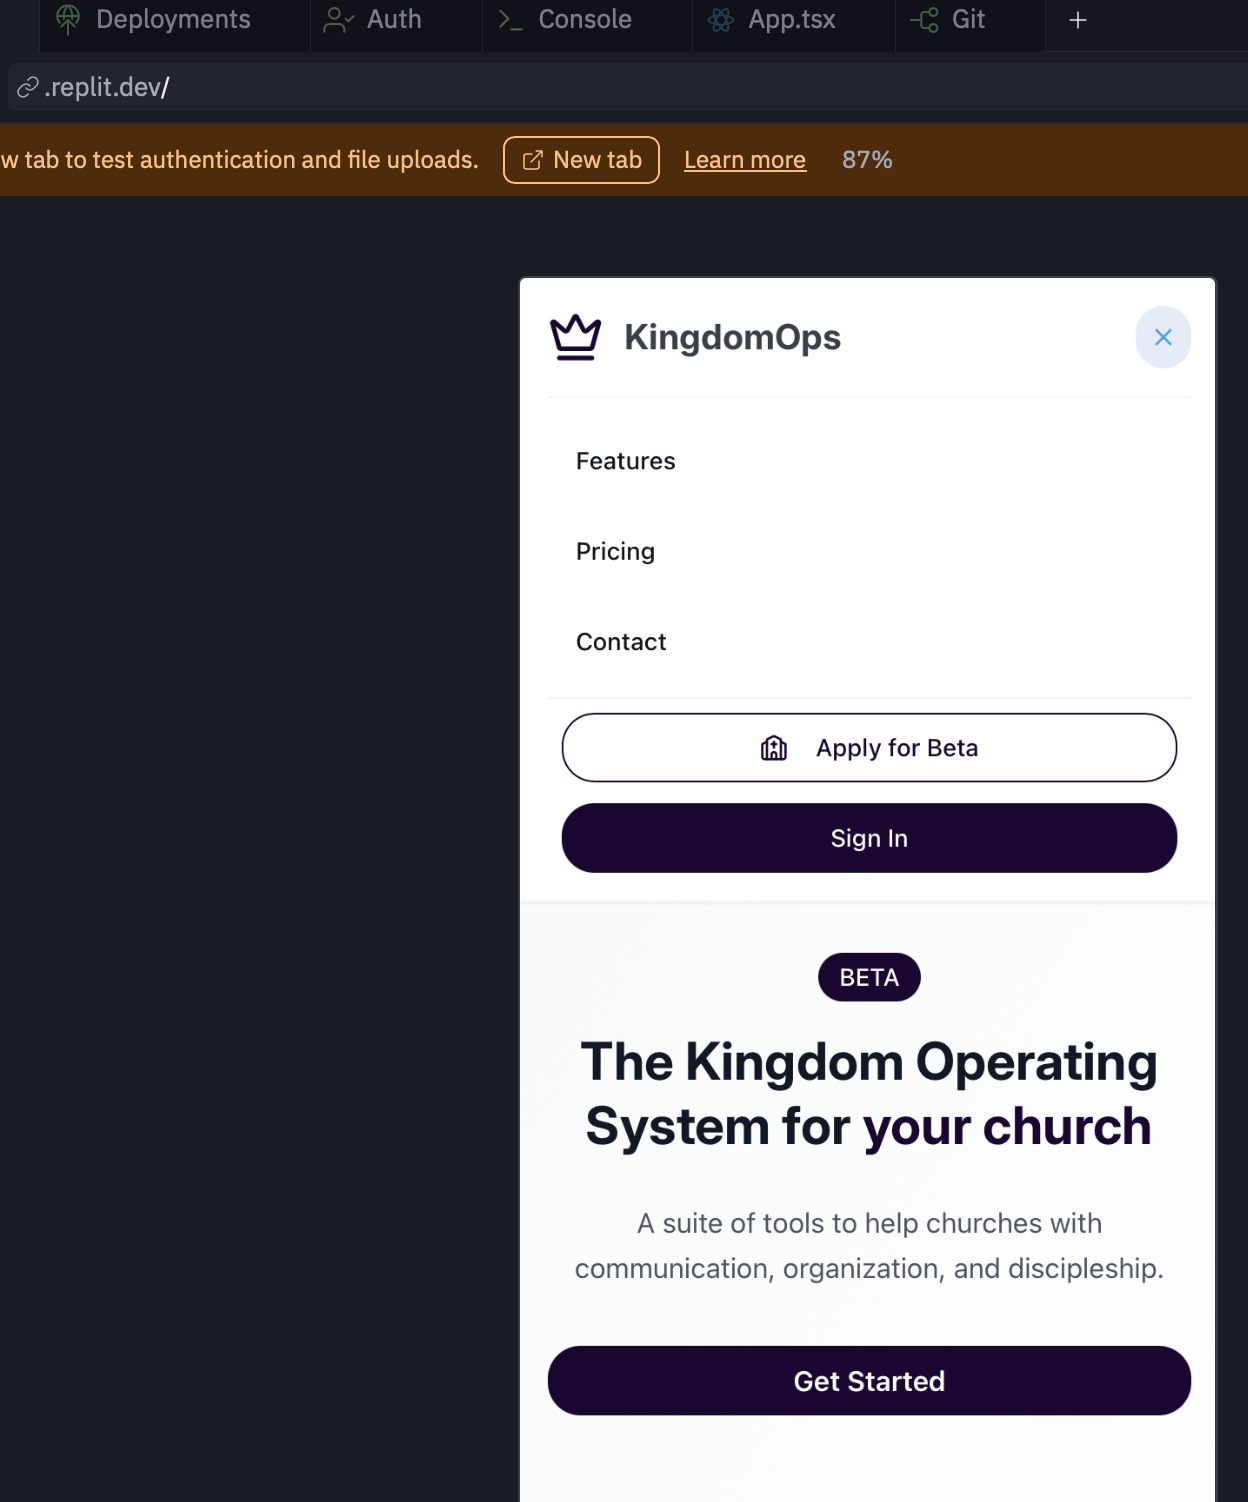 Deployments
Auth
Console
App.tsx
Git
.replit.dev/
w tab to test authentication and file uploads.
New tab
Learn more
87%
KingdomOps
Features
Pricing
Contact
Apply for Beta
Sign In
BETA
The Kingdom Operating
System for your church
A suite of tools to help churches with
communication, organization, and discipleship.
Get Started